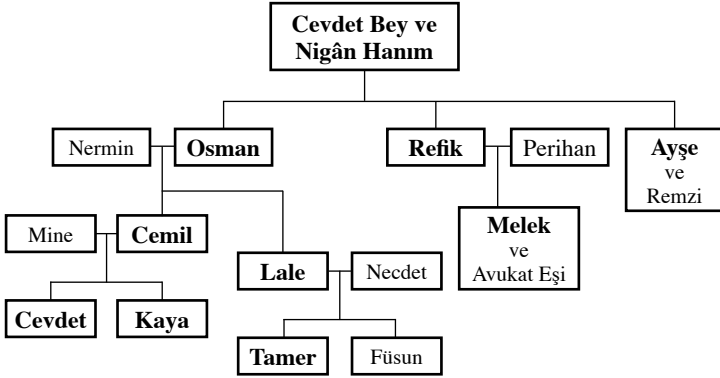 Cevdet Bey ve
Nigân Hanım
Nermin
Osman
Refik
Perihan
Ayşe
ve
Remzi
Mine
Cemil
Melek
ve
Avukat Eşi
Lale
Necdet
Cevdet
Kaya
Tamer
Füsun